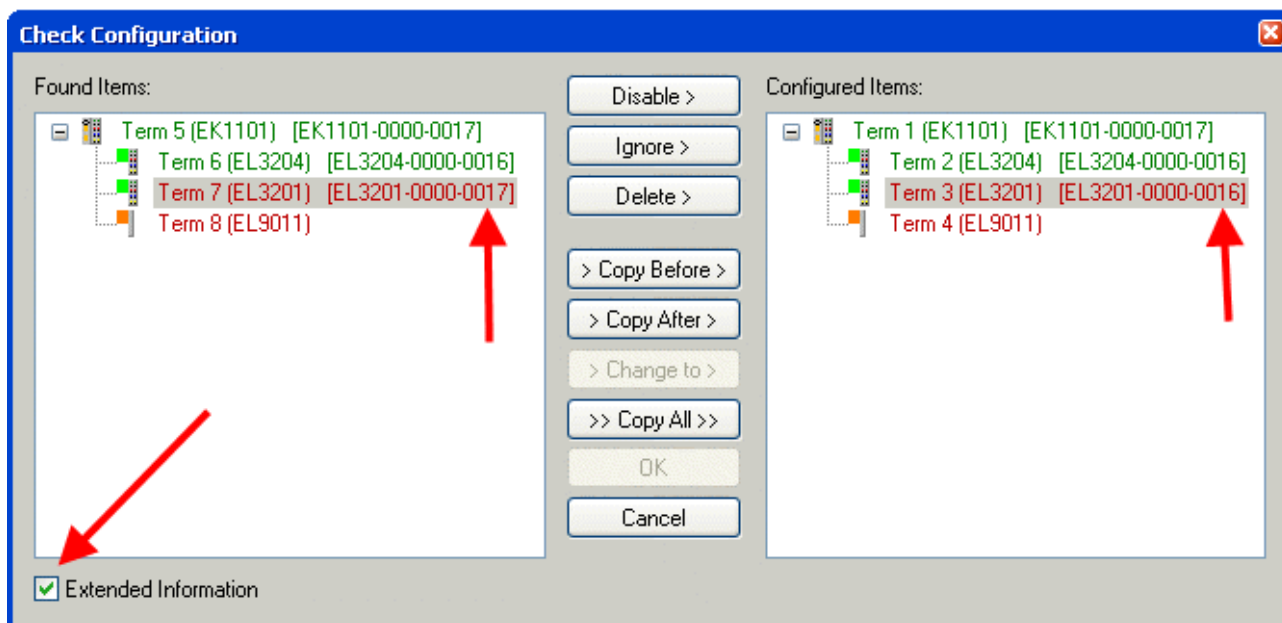 Check Configuration
Found Items:
Term 5 (EK1101) [EK1101-0000-0017]
Term 6 (EL3204) [EL3204-0000-0016]
Term 7 (EL3201) [EL3201-0000-0017]
Term 8 (EL9011)
Disable >
Ignore >
Delete >
> Copy Before >
> Copy After >
> Change to >
>> Copy All >>
OK
Cancel
Configured Items:
Term 1 (EK1101) [EK1101-0000-0017]
Term 2 (EL3204) [EL3204-0000-0016]
Term 3 (EL3201) [EL3201-0000-0016]
Term 4 (EL9011)
Extended Information